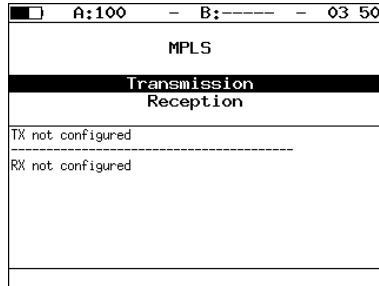 A:100 – B:----- – 03 50
MPLS
Transmission
Reception
TX not configured
----------------------------------------
RX not configured